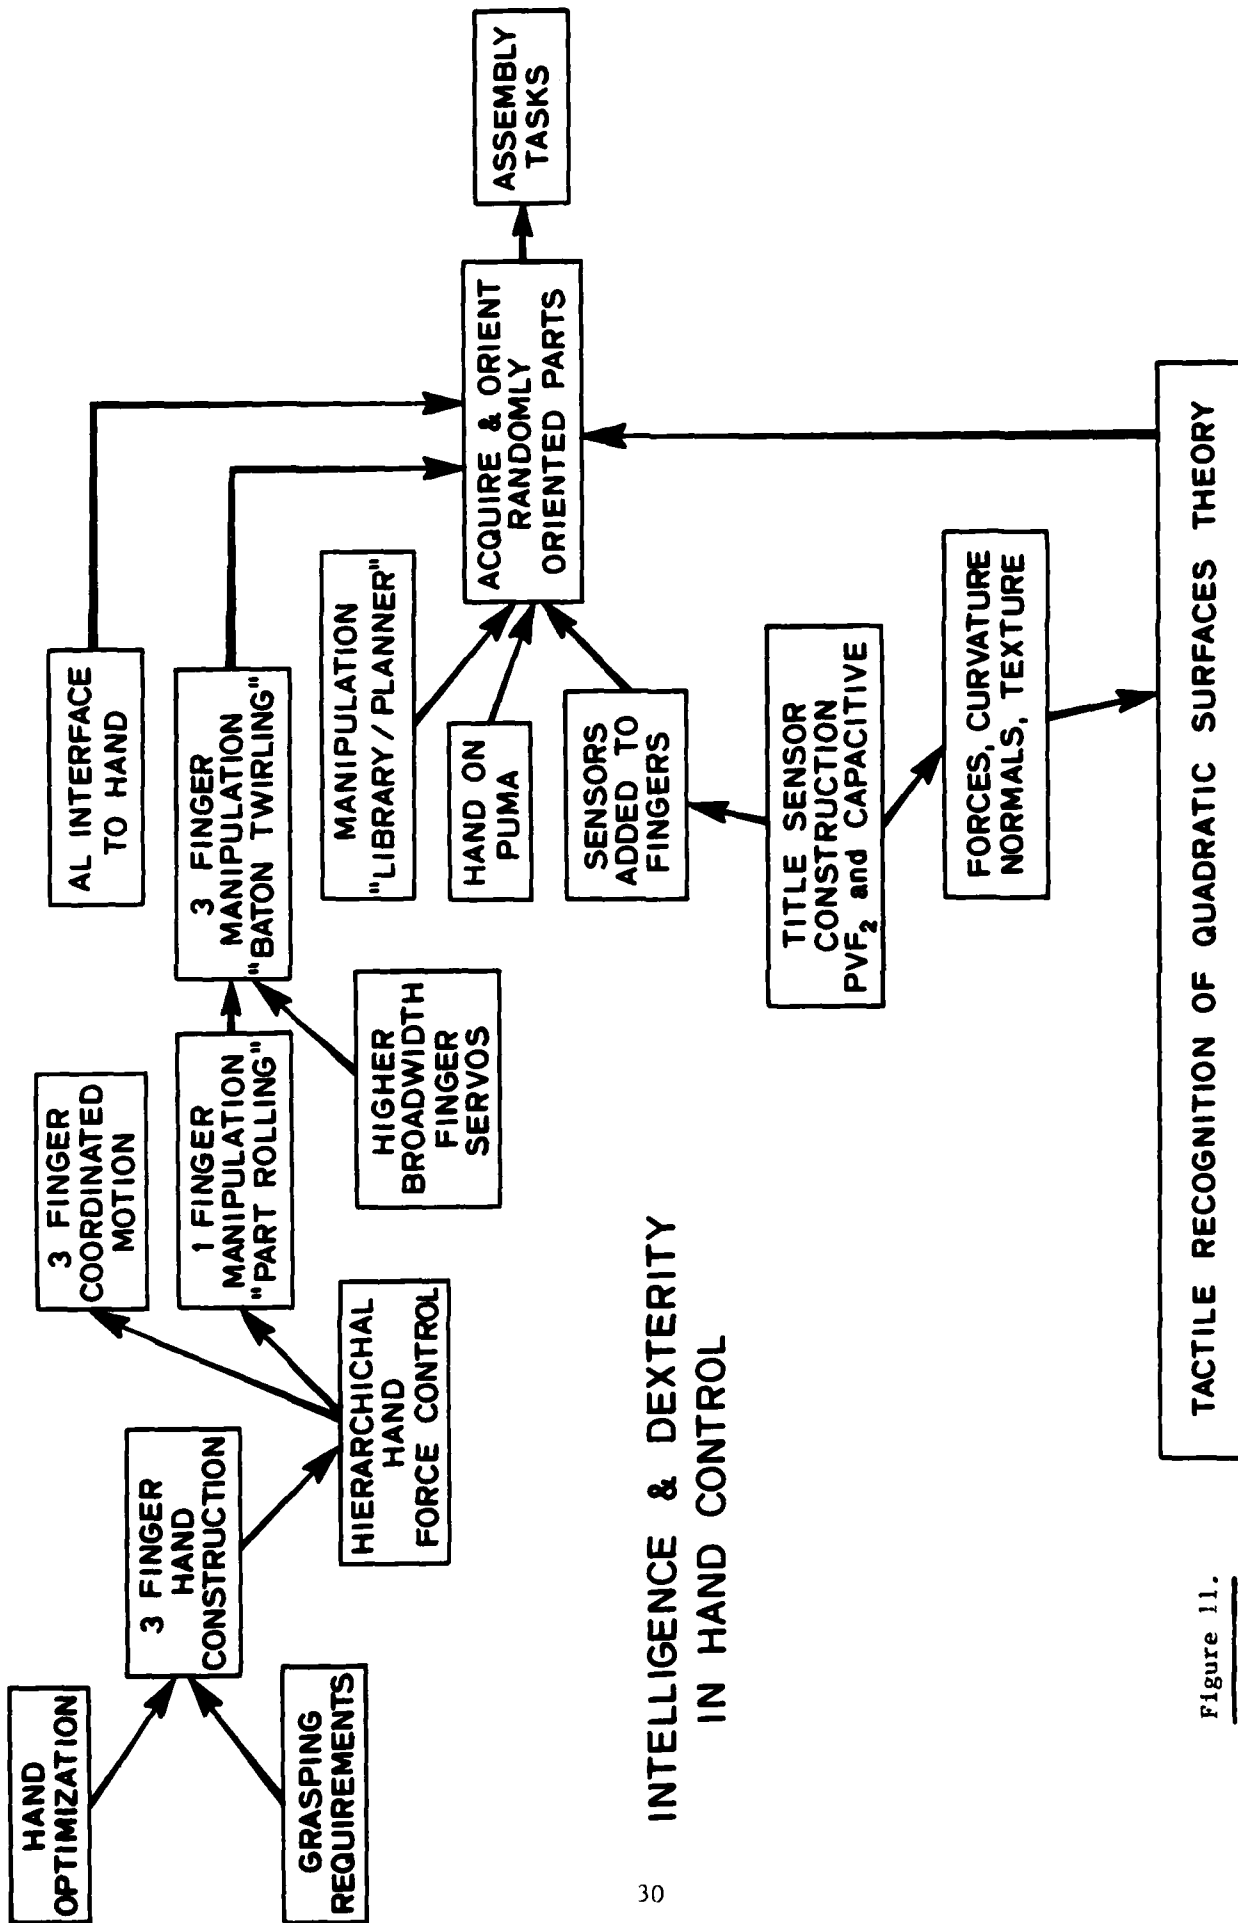 HAND
OPTIMIZATION
GRASPING
REQUIREMENTS
3 FINGER
HAND
CONSTRUCTION
HIERARCHICHAL
HAND
FORCE CONTROL
3 FINGER
COORDINATED
MOTION
1 FINGER
MANIPULATION
"PART ROLLING"
HIGHER
BROADWIDTH
FINGER
SERVOS
AL INTERFACE
TO HAND
3 FINGER
MANIPULATION
"BATON TWIRLING"
MANIPULATION
"LIBRARY/PLANNER"
HAND ON
PUMA
SENSORS
ADDED TO
FINGERS
ACQUIRE & ORIENT
RANDOMLY
ORIENTED PARTS
ASSEMBLY
TASKS
TITLE SENSOR
CONSTRUCTION
PVF₂ and CAPACITIVE
FORCES, CURVATURE
NORMALS, TEXTURE
TACTILE RECOGNITION OF QUADRATIC SURFACES THEORY
INTELLIGENCE & DEXTERITY
IN HAND CONTROL
Figure 11.
30